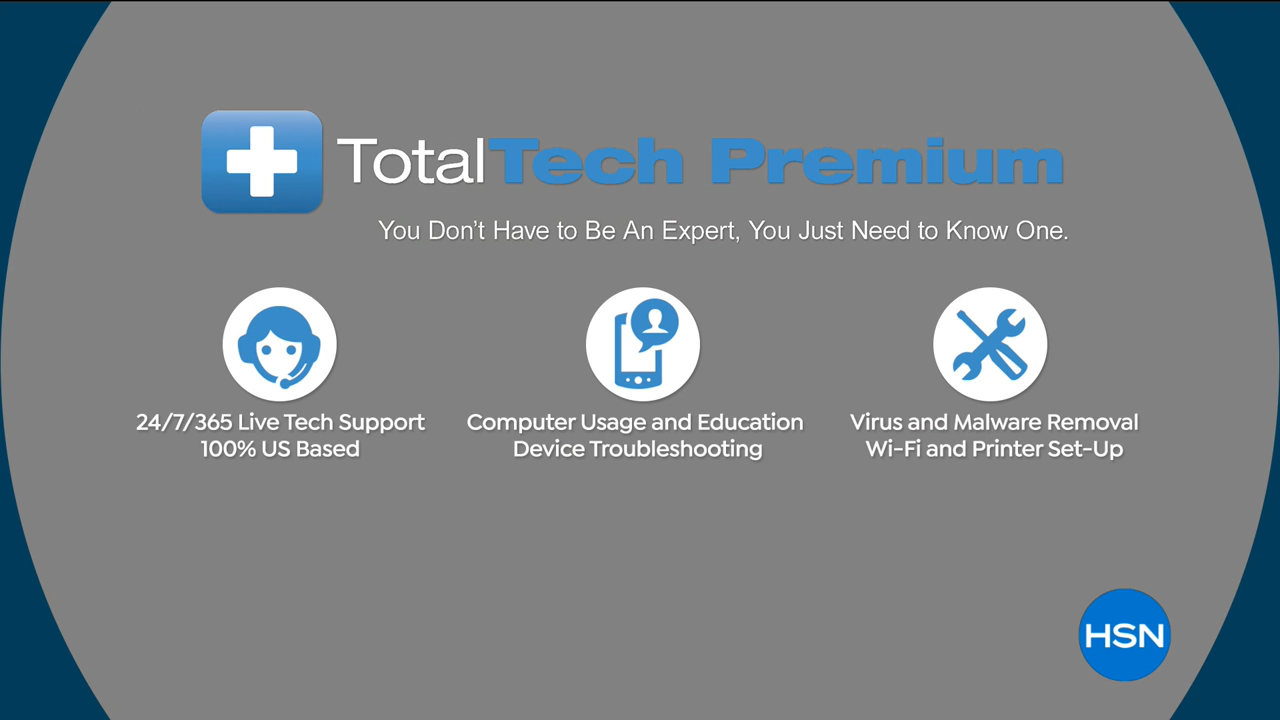 TotalTech Premium
You Don't Have to Be An Expert, You Just Need to Know One.
24/7/365 Live Tech Support
100% US Based
Computer Usage and Education
Device Troubleshooting
Virus and Malware Removal
Wi-Fi and Printer Set-Up
HSN